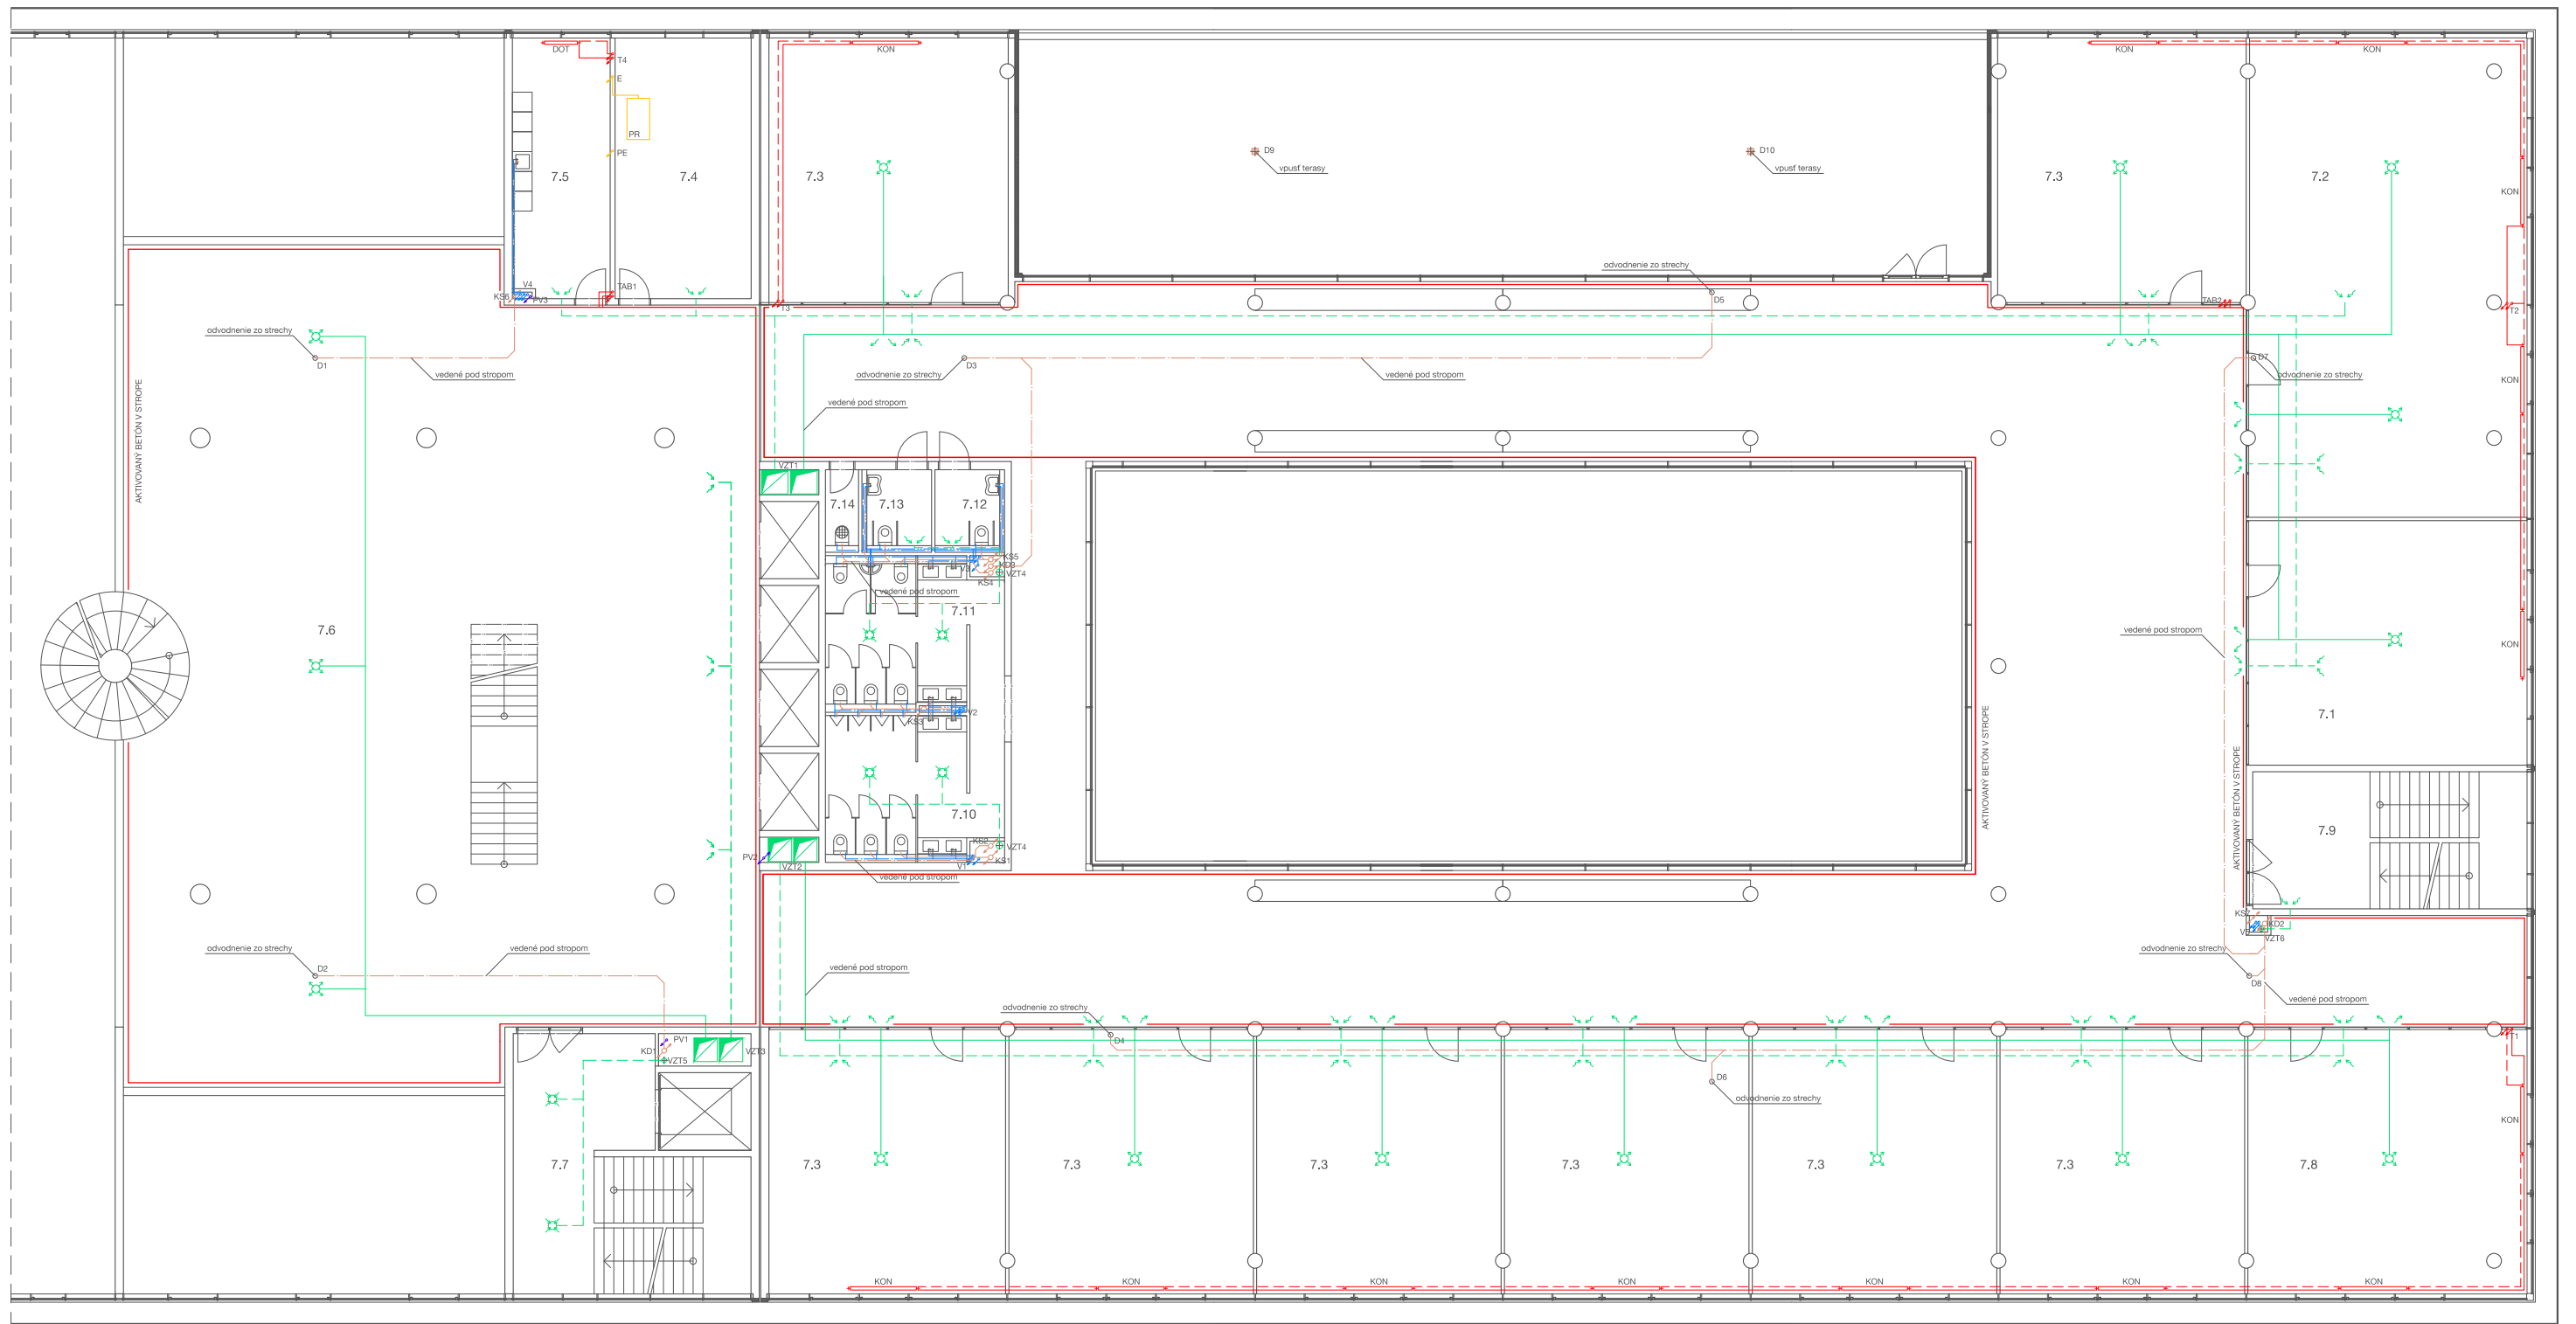 DOT
T4
KON
KON
KON
E
PR
PE
D9
vpusť terasy
D10
vpusť terasy
7.5
7.4
7.3
7.3
7.2
KON
odvodnenie zo strechy
V4
KS6
PV3
TAB1
T3
D5
TAB2
T2
odvodnenie zo strechy
D1
vedené pod stropom
D3
odvodnenie zo strechy
vedené pod stropom
D7
odvodnenie zo strechy
KON
AKTIVOVANÝ BETÓN V STROPE
vedené pod stropom
VZT1
7.14
7.13
7.12
KS5
KD3
V3
VZT4
KS4
vedené pod stropom
7.11
7.6
vedené pod stropom
KON
KS3
V2
7.1
AKTIVOVANÝ BETÓN V STROPE
AKTIVOVANÝ BETÓN V STROPE
7.10
7.9
KS2
VZT4
PV2
VZT2
V1
KS1
vedené pod stropom
KS7
KD2
VZT6
odvodnenie zo strechy
vedené pod stropom
D2
vedené pod stropom
odvodnenie zo strechy
D8
vedené pod stropom
odvodnenie zo strechy
D4
T1
PV1
KD1
VZT3
VZT5
D6
odvodnenie zo strechy
KON
7.7
7.3
7.3
7.3
7.3
7.3
7.3
7.8
KON
KON
KON
KON
KON
KON
KON